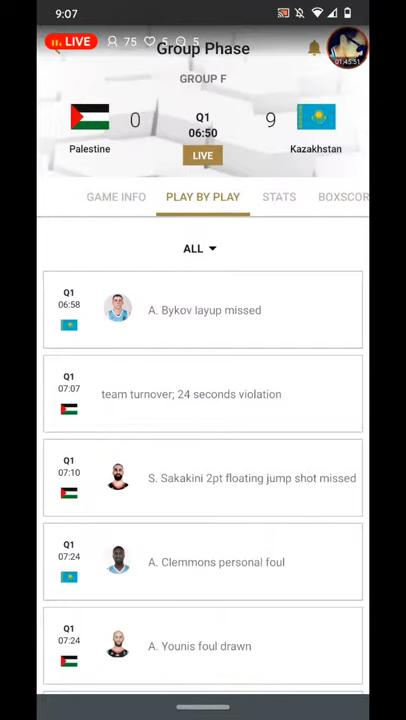 9:07
LIVE 75 5 5
Group Phase
01:45:51
GROUP F
0
Q1
9
06:50
Palestine
Kazakhstan
LIVE
GAME INFO PLAY BY PLAY STATS BOXSCOR
ALL
Q1
06:58
A. Bykov layup missed
Q1
07:07
team turnover; 24 seconds violation
Q1
07:10
S. Sakakini 2pt floating jump shot missed
Q1
07:24
A. Clemmons personal foul
Q1
07:24
A. Younis foul drawn